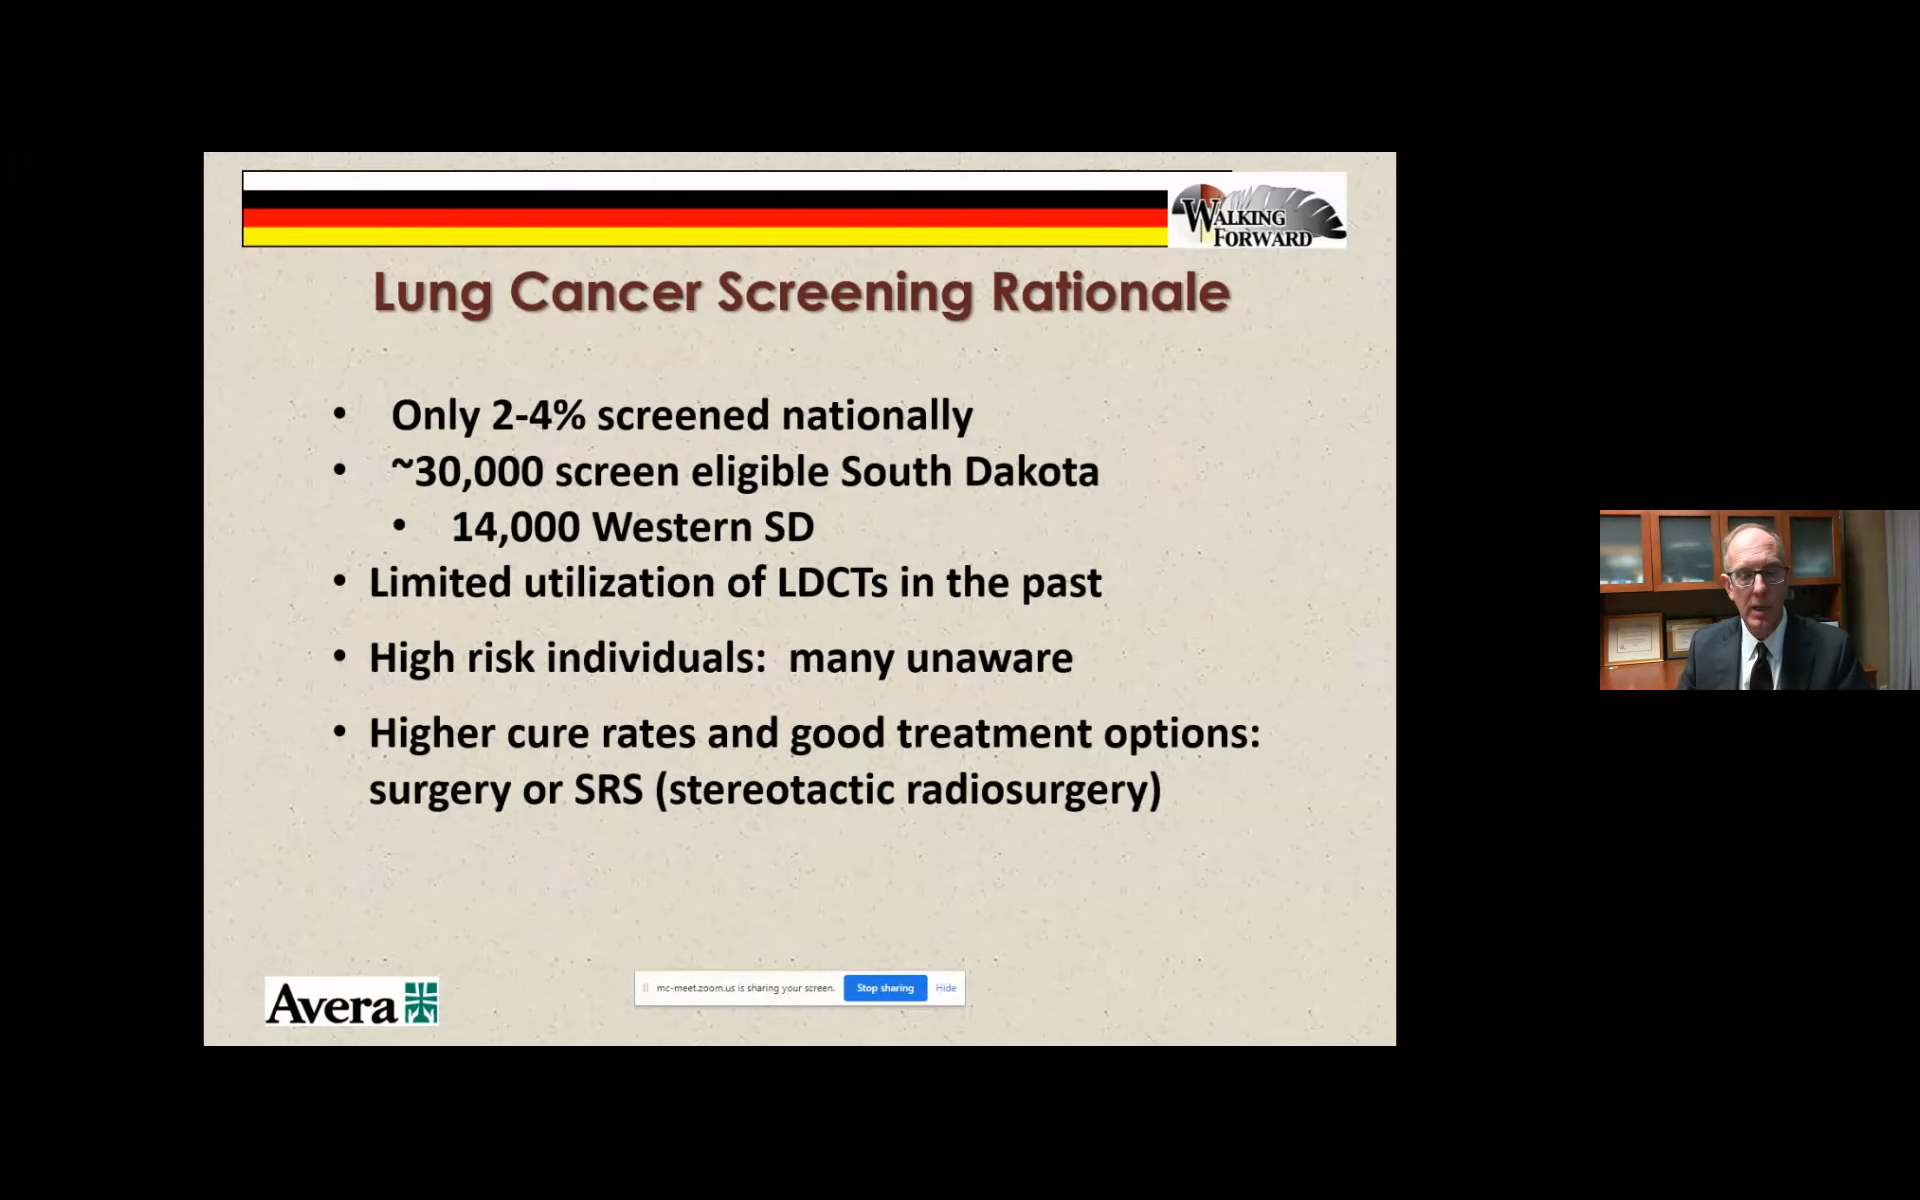 WALKING
FORWARD
Lung Cancer Screening Rationale
• Only 2-4% screened nationally
• ~30,000 screen eligible South Dakota
• 14,000 Western SD
• Limited utilization of LDCTs in the past
• High risk individuals:  many unaware
• Higher cure rates and good treatment options:
surgery or SRS (stereotactic radiosurgery)
Avera
mc-meet.zoom.us is sharing your screen. Stop sharing Hide